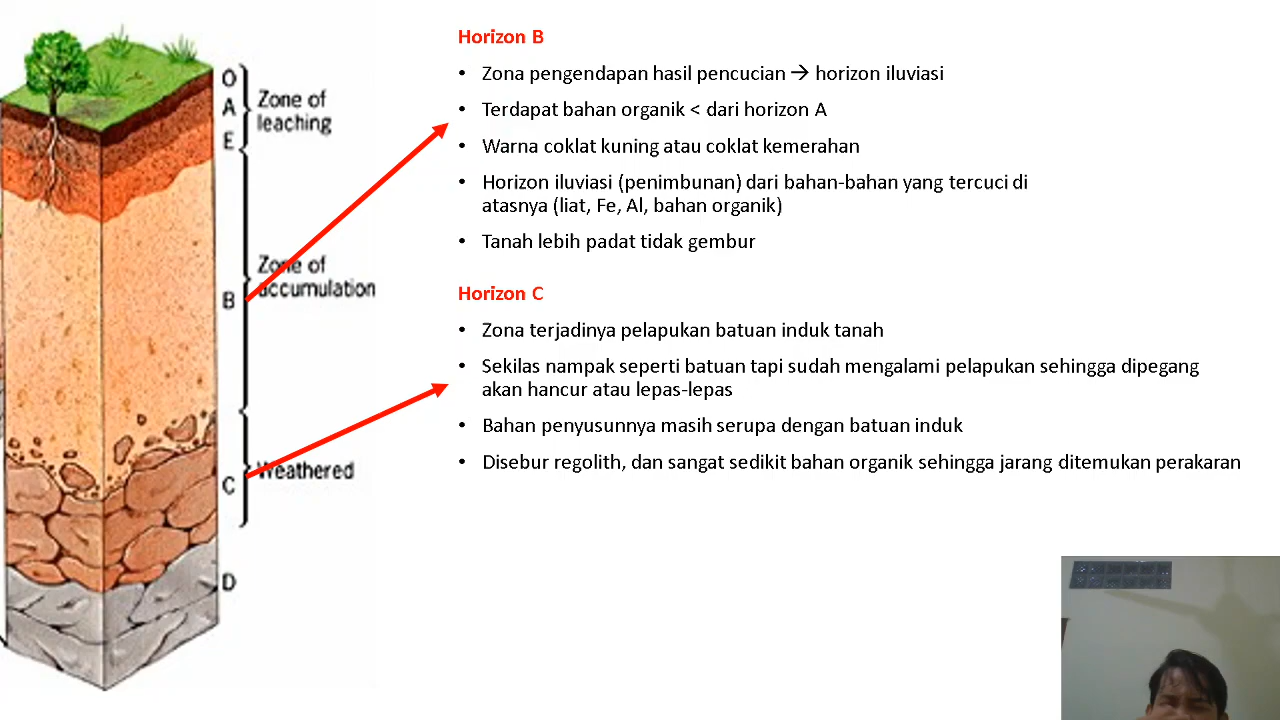 O
A
E
Zone of
leaching
Zone of
accumulation
B
Weathered
C
D
Horizon B
• Zona pengendapan hasil pencucian → horizon iluviasi
• Terdapat bahan organik < dari horizon A
• Warna coklat kuning atau coklat kemerahan
• Horizon iluviasi (penimbunan) dari bahan-bahan yang tercuci di
atasnya (liat, Fe, Al, bahan organik)
• Tanah lebih padat tidak gembur
Horizon C
• Zona terjadinya pelapukan batuan induk tanah
• Sekilas nampak seperti batuan tapi sudah mengalami pelapukan sehingga dipegang
akan hancur atau lepas-lepas
• Bahan penyusunnya masih serupa dengan batuan induk
• Disebur regolith, dan sangat sedikit bahan organik sehingga jarang ditemukan perakaran